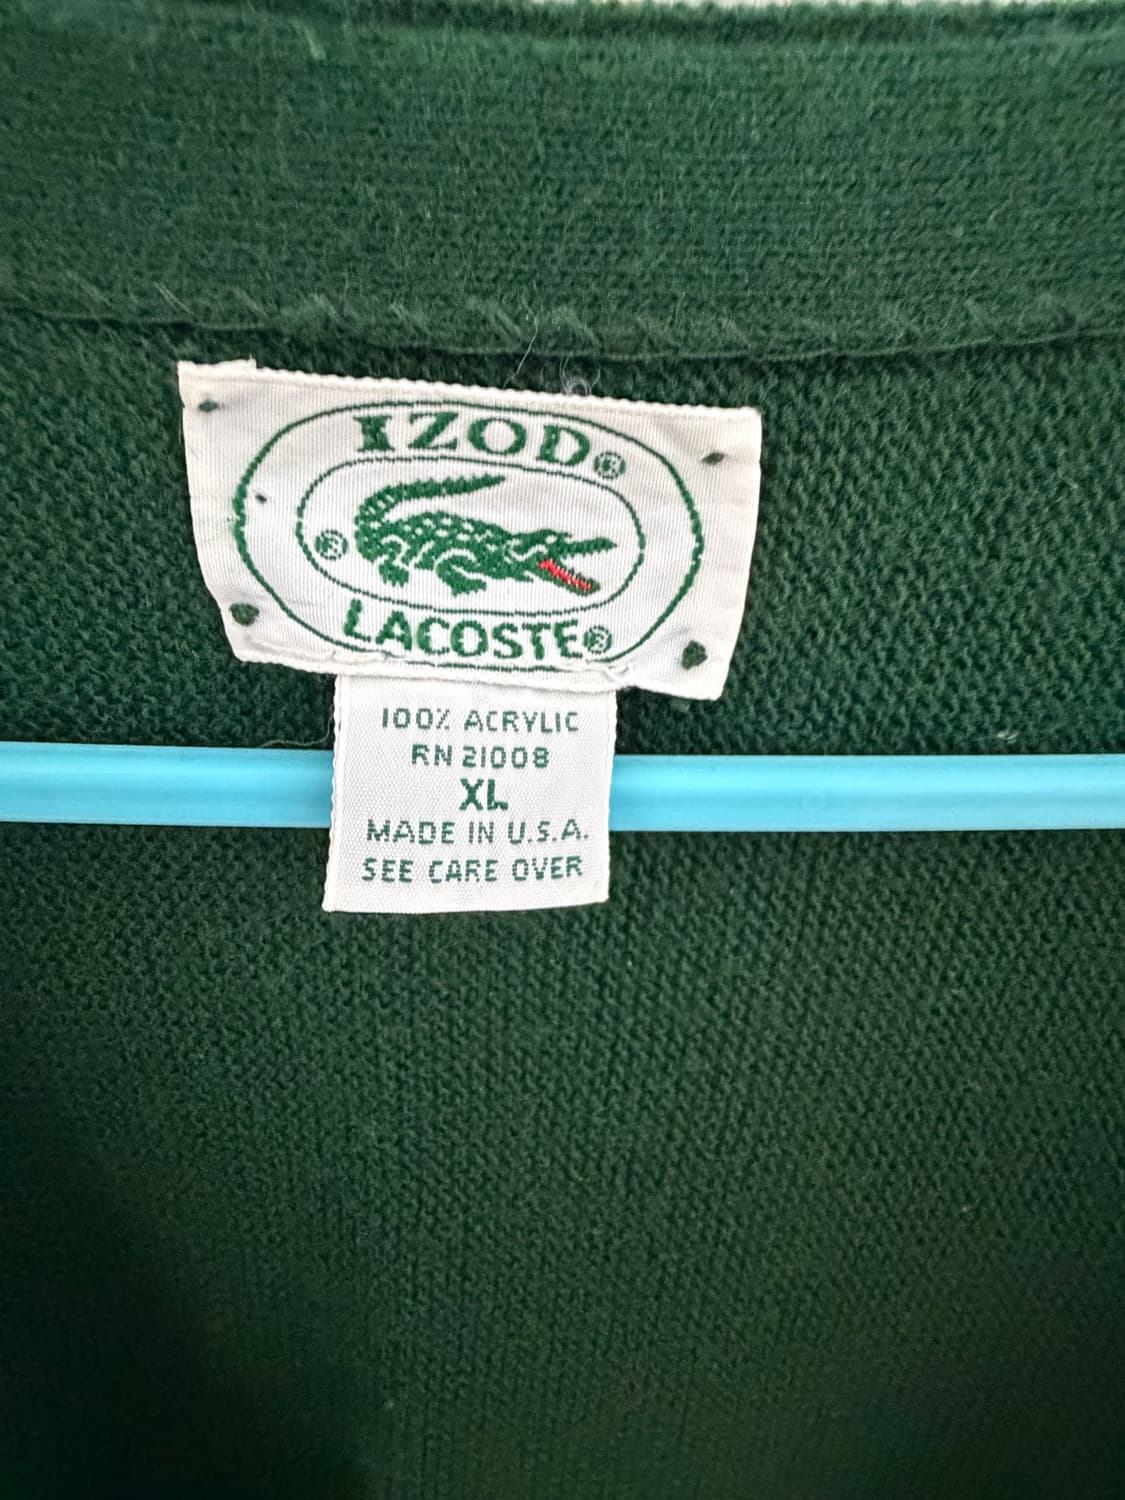 IZOD®
®
LACOSTE®
100% ACRYLIC
RN 21008
XL
MADE IN U.S.A.
SEE CARE OVER